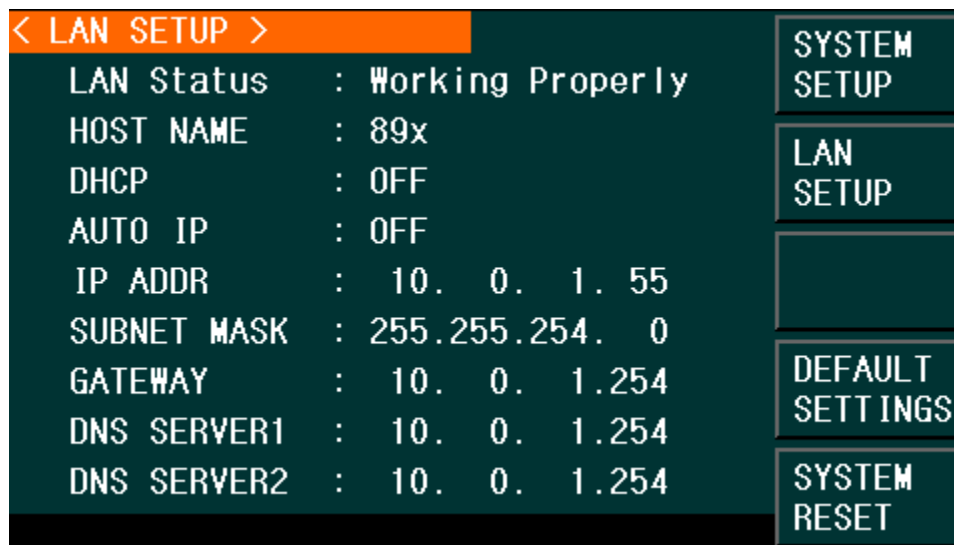 < LAN SETUP >
LAN Status : Working Properly
HOST NAME : 89x
DHCP : OFF
AUTO IP : OFF
IP ADDR : 10. 0. 1. 55
SUBNET MASK : 255.255.254. 0
GATEWAY : 10. 0. 1.254
DNS SERVER1 : 10. 0. 1.254
DNS SERVER2 : 10. 0. 1.254
SYSTEM
SETUP
LAN
SETUP
DEFAULT
SETTINGS
SYSTEM
RESET